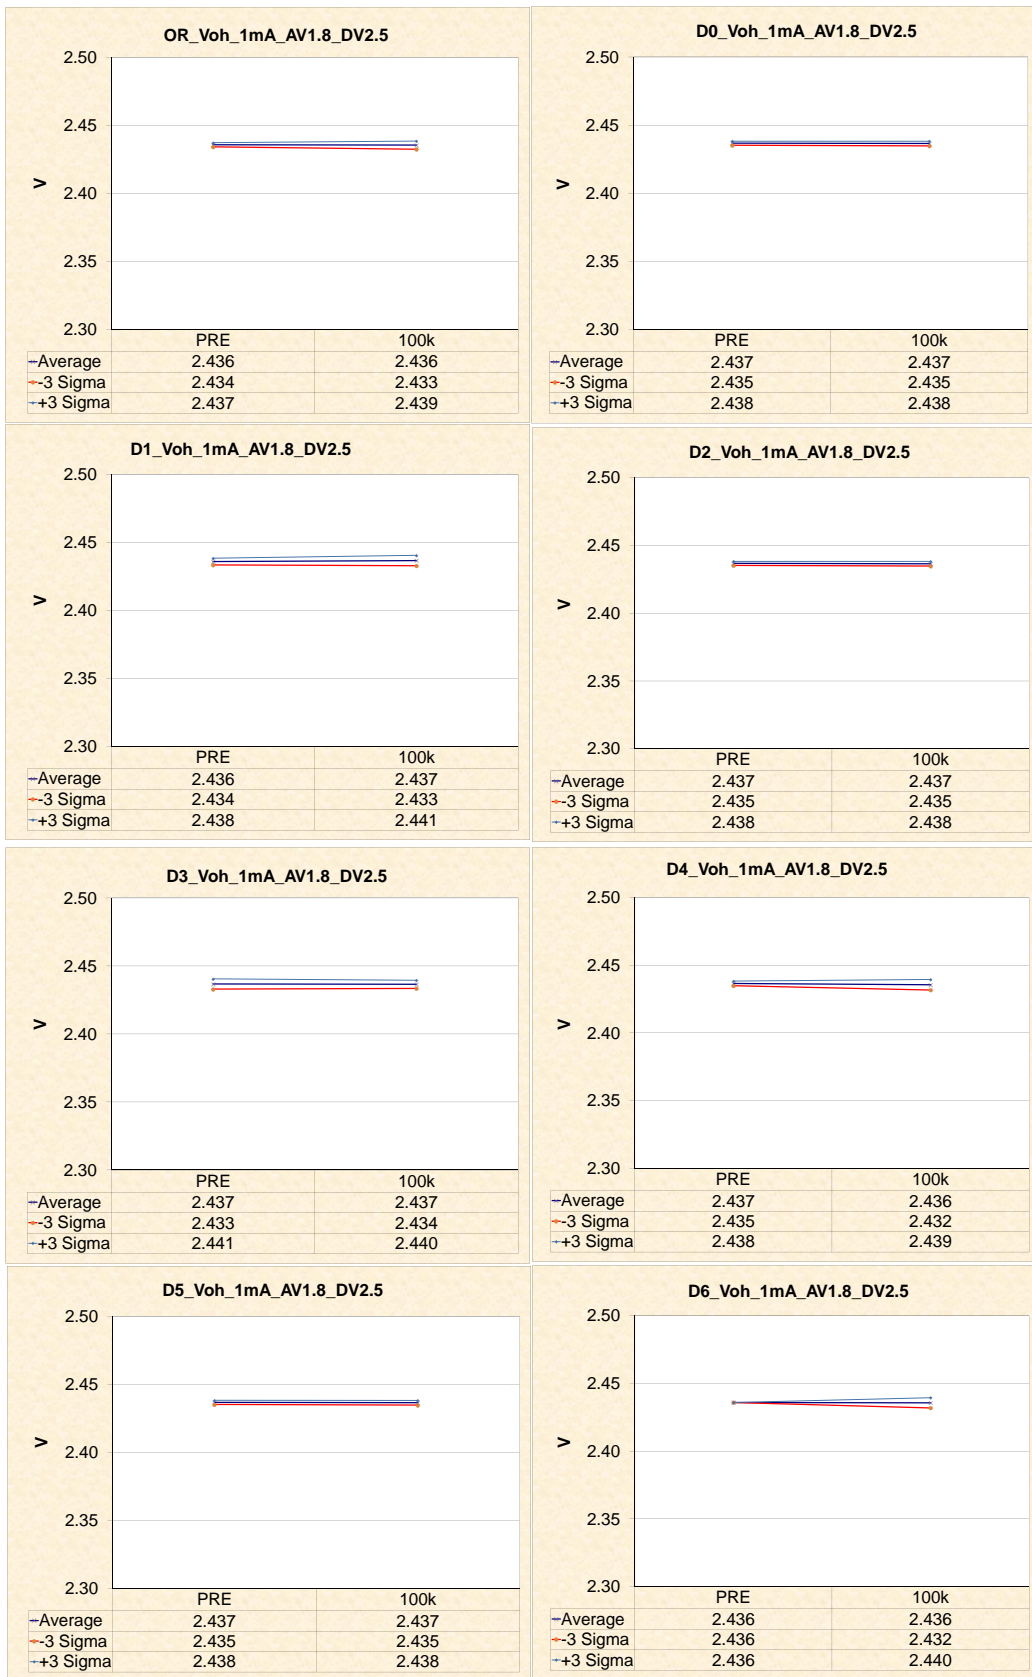 OR_Voh_1mA_AV1.8_DV2.5
2.50
2.45
2.40
2.35
2.30
V
PRE 100k
Average 2.436 2.436
-3 Sigma 2.434 2.433
+3 Sigma 2.437 2.439
D0_Voh_1mA_AV1.8_DV2.5
2.50
2.45
2.40
2.35
2.30
V
PRE 100k
Average 2.437 2.437
-3 Sigma 2.435 2.435
+3 Sigma 2.438 2.438
D1_Voh_1mA_AV1.8_DV2.5
2.50
2.45
2.40
2.35
2.30
V
PRE 100k
Average 2.436 2.437
-3 Sigma 2.434 2.433
+3 Sigma 2.438 2.441
D2_Voh_1mA_AV1.8_DV2.5
2.50
2.45
2.40
2.35
2.30
V
PRE 100k
Average 2.437 2.437
-3 Sigma 2.435 2.435
+3 Sigma 2.438 2.438
D3_Voh_1mA_AV1.8_DV2.5
2.50
2.45
2.40
2.35
2.30
V
PRE 100k
Average 2.437 2.437
-3 Sigma 2.433 2.434
+3 Sigma 2.441 2.440
D4_Voh_1mA_AV1.8_DV2.5
2.50
2.45
2.40
2.35
2.30
V
PRE 100k
Average 2.437 2.436
-3 Sigma 2.435 2.432
+3 Sigma 2.438 2.439
D5_Voh_1mA_AV1.8_DV2.5
2.50
2.45
2.40
2.35
2.30
V
PRE 100k
Average 2.437 2.437
-3 Sigma 2.435 2.435
+3 Sigma 2.438 2.438
D6_Voh_1mA_AV1.8_DV2.5
2.50
2.45
2.40
2.35
2.30
V
PRE 100k
Average 2.436 2.436
-3 Sigma 2.436 2.432
+3 Sigma 2.436 2.440